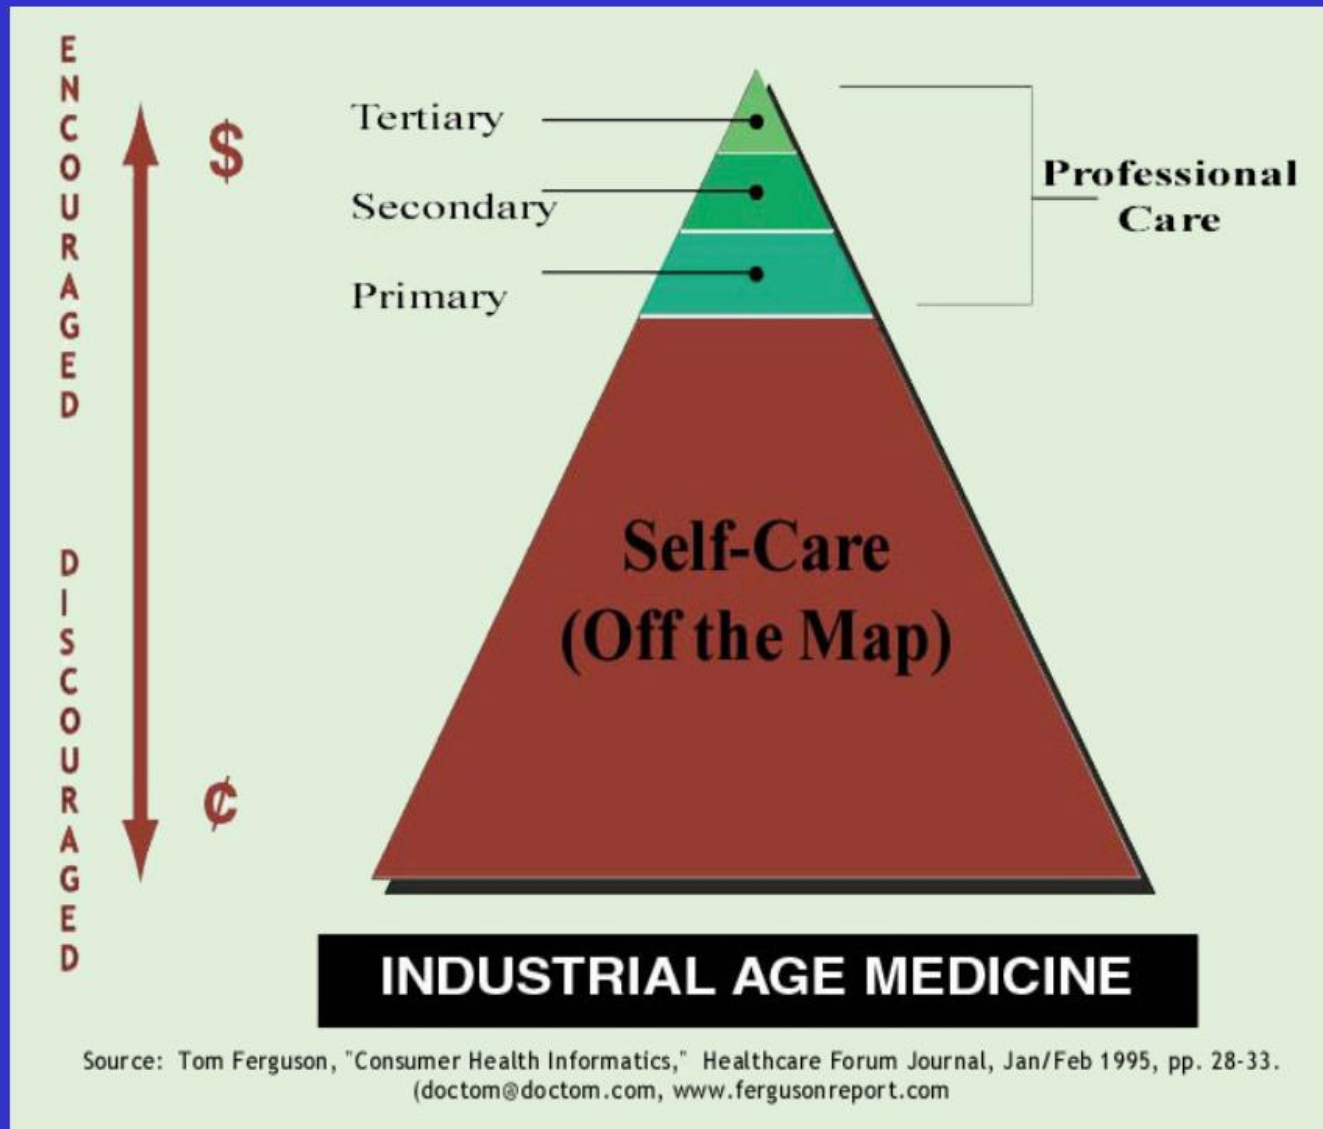 ENCOURAGED
$
Tertiary
Secondary
Primary
Professional
Care
Self-Care
(Off the Map)
DISCOURAGED
¢
INDUSTRIAL AGE MEDICINE
Source: Tom Ferguson, "Consumer Health Informatics," Healthcare Forum Journal, Jan/Feb 1995, pp. 28-33.
(doctom@doctom.com, www.fergusonreport.com